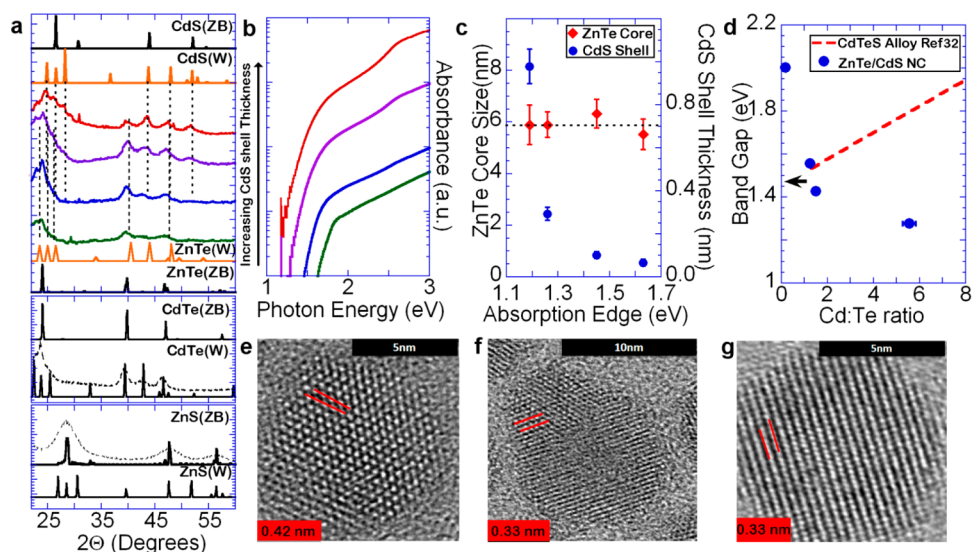 a
CdS(ZB)
CdS(W)
ZnTe(W)
ZnTe(ZB)
CdTe(ZB)
CdTe(W)
ZnS(ZB)
ZnS(W)
25 35 45 55
2Θ (Degrees)
b
Increasing CdS shell Thickness
Absorbance (a.u.)
1 2 3
Photon Energy (eV)
c
ZnTe Core
CdS Shell
ZnTe Core Size(nm)
8
6
4
2
0
CdS Shell Thickness (nm)
0.8
0.4
0.0
1.1 1.3 1.5 1.7
Absorption Edge (eV)
d
CdTeS Alloy Ref32
ZnTe/CdS NC
Band Gap (eV)
2.2
1.8
1.4
1
0 2 4 6 8
Cd:Te ratio
e
5nm
0.42 nm
f
10nm
0.33 nm
g
5nm
0.33 nm